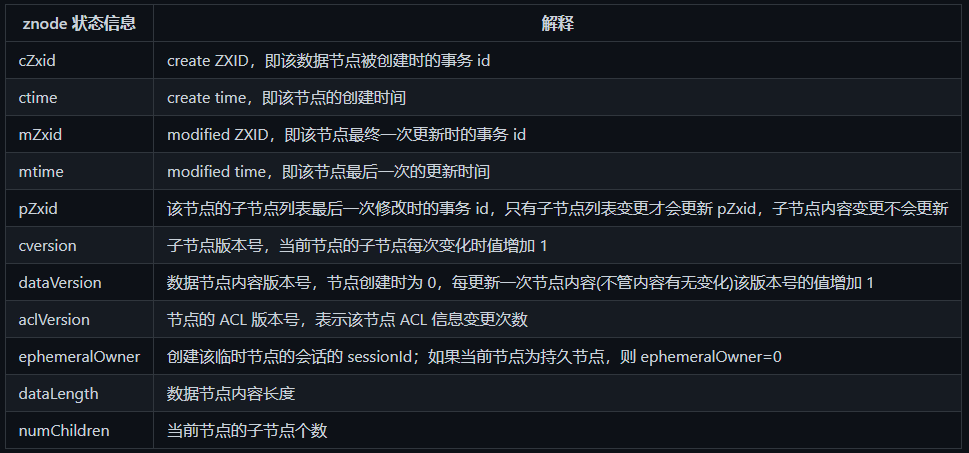 znode 状态信息 解释
cZxid create ZXID，即该数据节点被创建时的事务 id
ctime create time，即该节点的创建时间
mZxid modified ZXID，即该节点最终一次更新时的事务 id
mtime modified time，即该节点最后一次的更新时间
pZxid 该节点的子节点列表最后一次修改时的事务 id，只有子节点列表变更才会更新 pZxid，子节点内容变更不会更新
cversion 子节点版本号，当前节点的子节点每次变化时值增加 1
dataVersion 数据节点内容版本号，节点创建时为 0，每更新一次节点内容(不管内容有无变化)该版本号的值增加 1
aclVersion 节点的 ACL 版本号，表示该节点 ACL 信息变更次数
ephemeralOwner 创建该临时节点的会话的 sessionId；如果当前节点为持久节点，则 ephemeralOwner=0
dataLength 数据节点内容长度
numChildren 当前节点的子节点个数